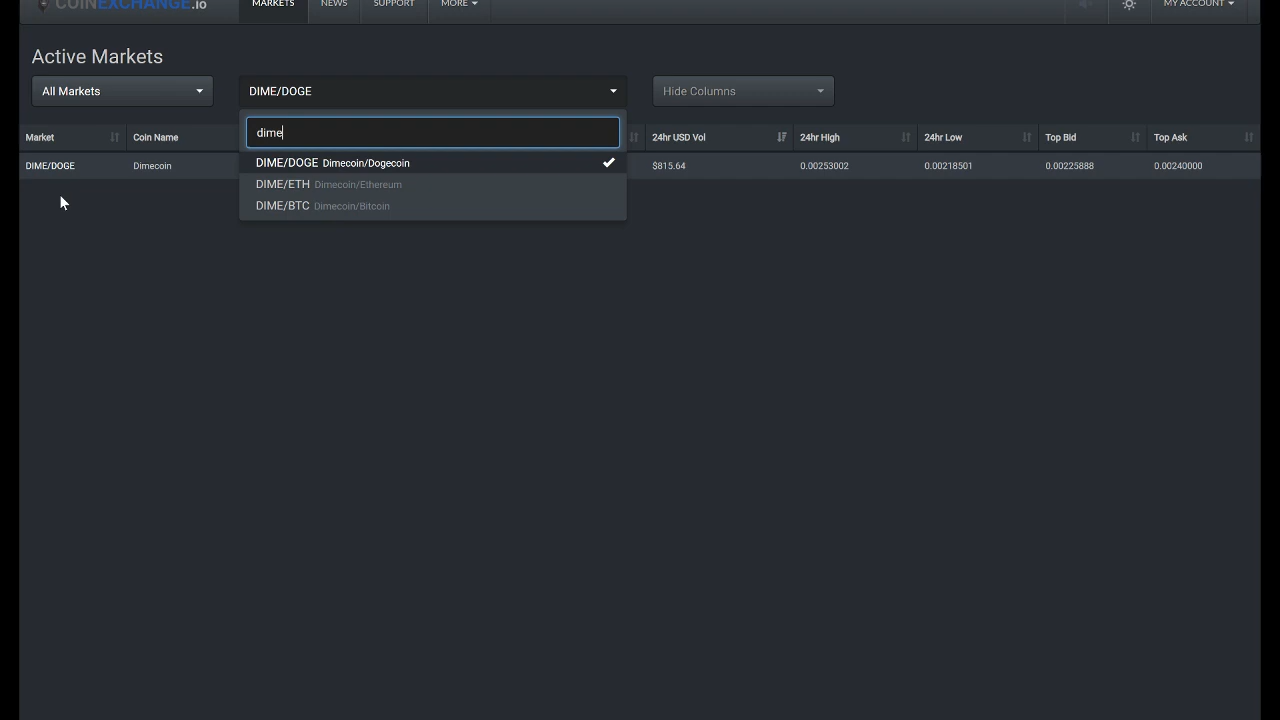 COINEXCHANGE.io MARKETS NEWS SUPPORT MORE MY ACCOUNT
Active Markets
All Markets DIME/DOGE Hide Columns
dime
Market Coin Name 24hr USD Vol 24hr High 24hr Low Top Bid Top Ask
DIME/DOGE Dimecoin/Dogecoin
DIME/DOGE Dimecoin $815.64 0.00253002 0.00218501 0.00225888 0.00240000
DIME/ETH Dimecoin/Ethereum
DIME/BTC Dimecoin/Bitcoin